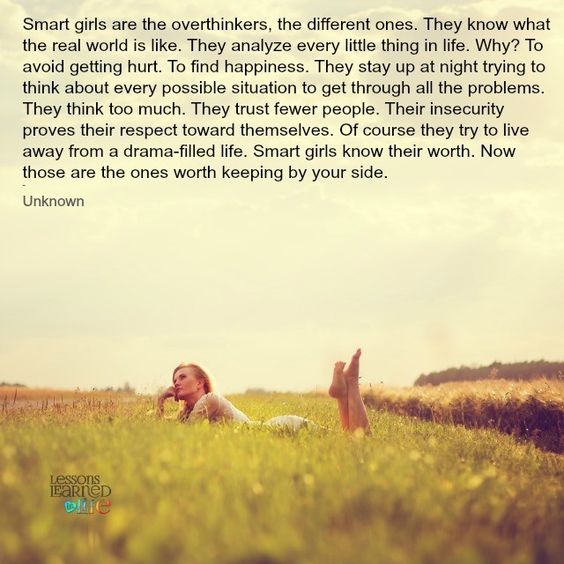 Smart girls are the overthinkers, the different ones. They know what
the real world is like. They analyze every little thing in life. Why? To
avoid getting hurt. To find happiness. They stay up at night trying to
think about every possible situation to get through all the problems.
They think too much. They trust fewer people. Their insecurity
proves their respect toward themselves. Of course they try to live
away from a drama-filled life. Smart girls know their worth. Now
those are the ones worth keeping by your side.
-
Unknown
Lessons
Learned
in Life